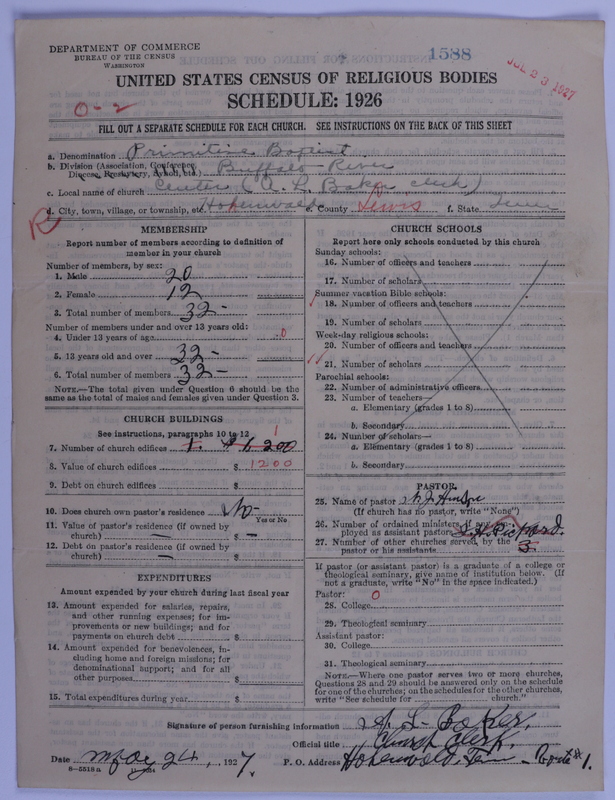 DEPARTMENT OF COMMERCE
BUREAU OF THE CENSUS
WASHINGTON
1588
JUL 23 1927
UNITED STATES CENSUS OF RELIGIOUS BODIES
SCHEDULE: 1926
0-2
FILL OUT A SEPARATE SCHEDULE FOR EACH CHURCH. SEE INSTRUCTIONS ON THE BACK OF THIS SHEET
a. Denomination Primitive Baptist
b. Division (Association, Conference, Diocese, Presbytery, Synod, etc.) Buffalo River
c. Local name of church Center (A. L. Baker clerk)
d. City, town, village, or township, etc. Hohenwald e. County Lewis f. State Tenn
R
MEMBERSHIP
Report number of members according to definition of
member in your church
Number of members, by sex:
1. Male 20
2. Female 12
3. Total number of members 32-
Number of members under and over 13 years old:
4. Under 13 years of age 0
5. 13 years old and over 32-
6. Total number of members 32-
NOTE.—The total given under Question 6 should be the
same as the total of males and females given under Question 3.
CHURCH BUILDINGS
See instructions, paragraphs 10 to 12
7. Number of church edifices 1. $1,200 1
8. Value of church edifices $ 1200
9. Debt on church edifices $
10. Does church own pastor's residence? No-
Yes or No
11. Value of pastor's residence (if owned by
church) — $ —
12. Debt on pastor's residence (if owned by
church) — $
EXPENDITURES
Amount expended by your church during last fiscal year
13. Amount expended for salaries, repairs,
and other running expenses; for im-
provements or new buildings; and for
payments on church debt $
14. Amount expended for benevolences, in-
cluding home and foreign missions; for
denominational support; and for all
other purposes $
15. Total expenditures during year $
CHURCH SCHOOLS
Report here only schools conducted by this church
Sunday schools:
16. Number of officers and teachers
17. Number of scholars
Summer vacation Bible schools:
18. Number of officers and teachers
19. Number of scholars
Week-day religious schools:
20. Number of officers and teachers
21. Number of scholars
Parochial schools:
22. Number of administrative officers
23. Number of teachers—
a. Elementary (grades 1 to 8)
b. Secondary
24. Number of scholars—
a. Elementary (grades 1 to 8)
b. Secondary
PASTOR
25. Name of pastor
(If church has no pastor, write "None")
26. Number of ordained ministers, if any, em-
ployed as assistant pastors Pickard.
27. Number of other churches served by the
pastor or his assistants 3
If pastor (or assistant pastor) is a graduate of a college or
theological seminary, give name of institution below. (If
not a graduate, write "No" in the space indicated.)
Pastor: 0
28. College
29. Theological seminary
Assistant pastor:
30. College
31. Theological seminary
NOTE.—Where one pastor serves two or more churches,
Questions 28 and 29 should be answered only on the schedule
for one of the churches; on the schedules for the other churches,
write "See schedule for church."
Signature of person furnishing information A. L. Baker,
Official title Church Clerk.
Date May 24, 1927,
P. O. Address Hohenwald, Tenn - Route # 1.
8-5518a